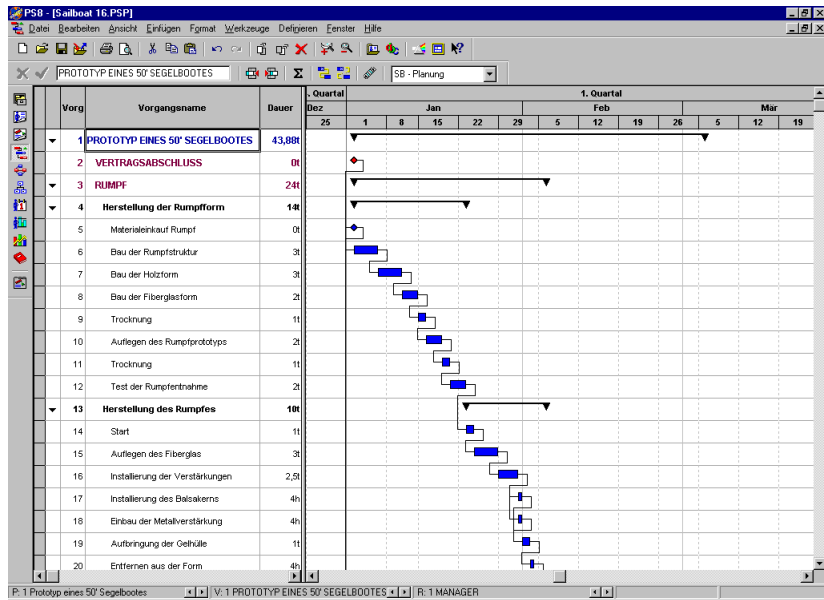 PS8 - [Sailboat 16.PSP]
Datei Bearbeiten Ansicht Einfügen Format Werkzeuge Definieren Fenster Hilfe
PROTOTYP EINES 50' SEGELBOOTES SB - Planung
. Quartal 1. Quartal
Vorg Vorgangsname Dauer Dez Jan Feb Mär
25 1 8 15 22 29 5 12 19 26 5 12 19
1 PROTOTYP EINES 50' SEGELBOOTES 43,88t
2 VERTRAGSABSCHLUSS 0t
3 RUMPF 24t
4 Herstellung der Rumpfform 14t
5 Materialeinkauf Rumpf 0t
6 Bau der Rumpfstruktur 3t
7 Bau der Holzform 3t
8 Bau der Fiberglasform 2t
9 Trocknung 1t
10 Auflegen des Rumpfprototyps 2t
11 Trocknung 1t
12 Test der Rumpfentnahme 2t
13 Herstellung des Rumpfes 10t
14 Start 1t
15 Auflegen des Fiberglas 3t
16 Installierung der Verstärkungen 2,5t
17 Installierung des Balsakerns 4h
18 Einbau der Metallverstärkung 4h
19 Aufbringung der Gelhülle 1t
20 Entfernen aus der Form 4h
P: 1 Prototyp eines 50' Segelbootes V: 1 PROTOTYP EINES 50' SEGELBOOTES R: 1 MANAGER